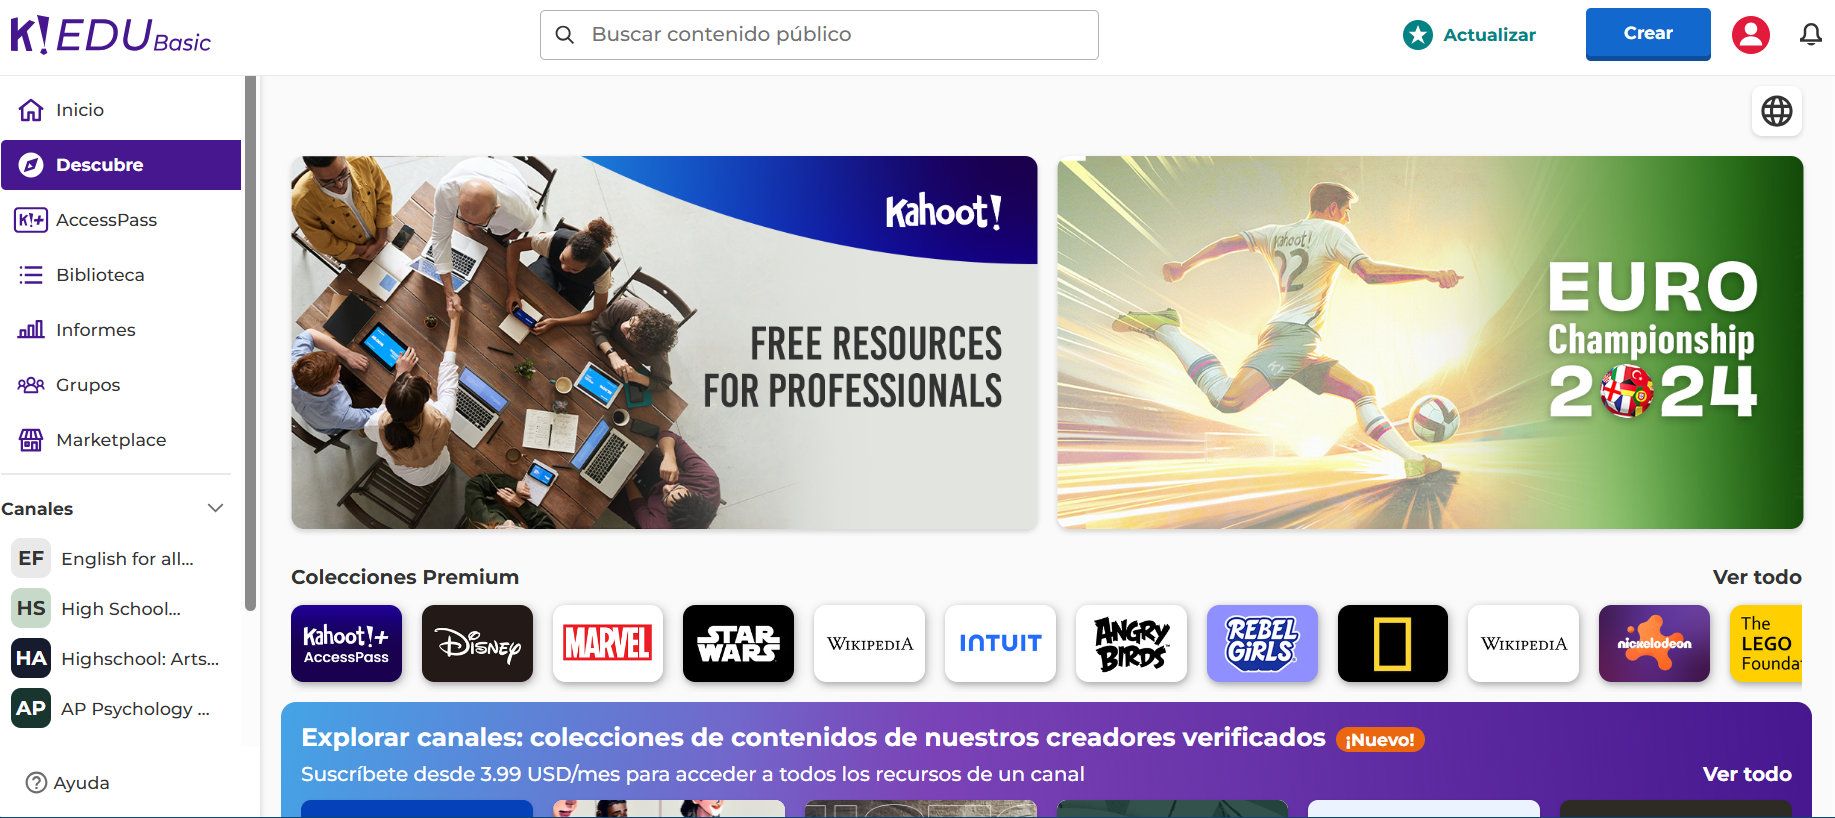 K!EDU Basic
Buscar contenido público
Actualizar
Crear
Inicio
Descubre
K!+ AccessPass
Biblioteca
Informes
Grupos
Marketplace
Canales
EF English for all...
HS High School...
HA Highschool: Arts...
AP AP Psychology ...
Ayuda
Kahoot!
FREE RESOURCES
FOR PROFESSIONALS
Kahoot!
22
EURO
Championship
2024
Colecciones Premium
Ver todo
Kahoot!+
AccessPass
Disney
MARVEL
STAR
WARS
WIKIPEDIA
INTUIT
ANGRY
BIRDS
REBEL
GiRLS
WIKIPEDIA
nickelodeon
The
LEGO
Founda
Explorar canales: colecciones de contenidos de nuestros creadores verificados ¡Nuevo!
Suscríbete desde 3.99 USD/mes para acceder a todos los recursos de un canal
Ver todo